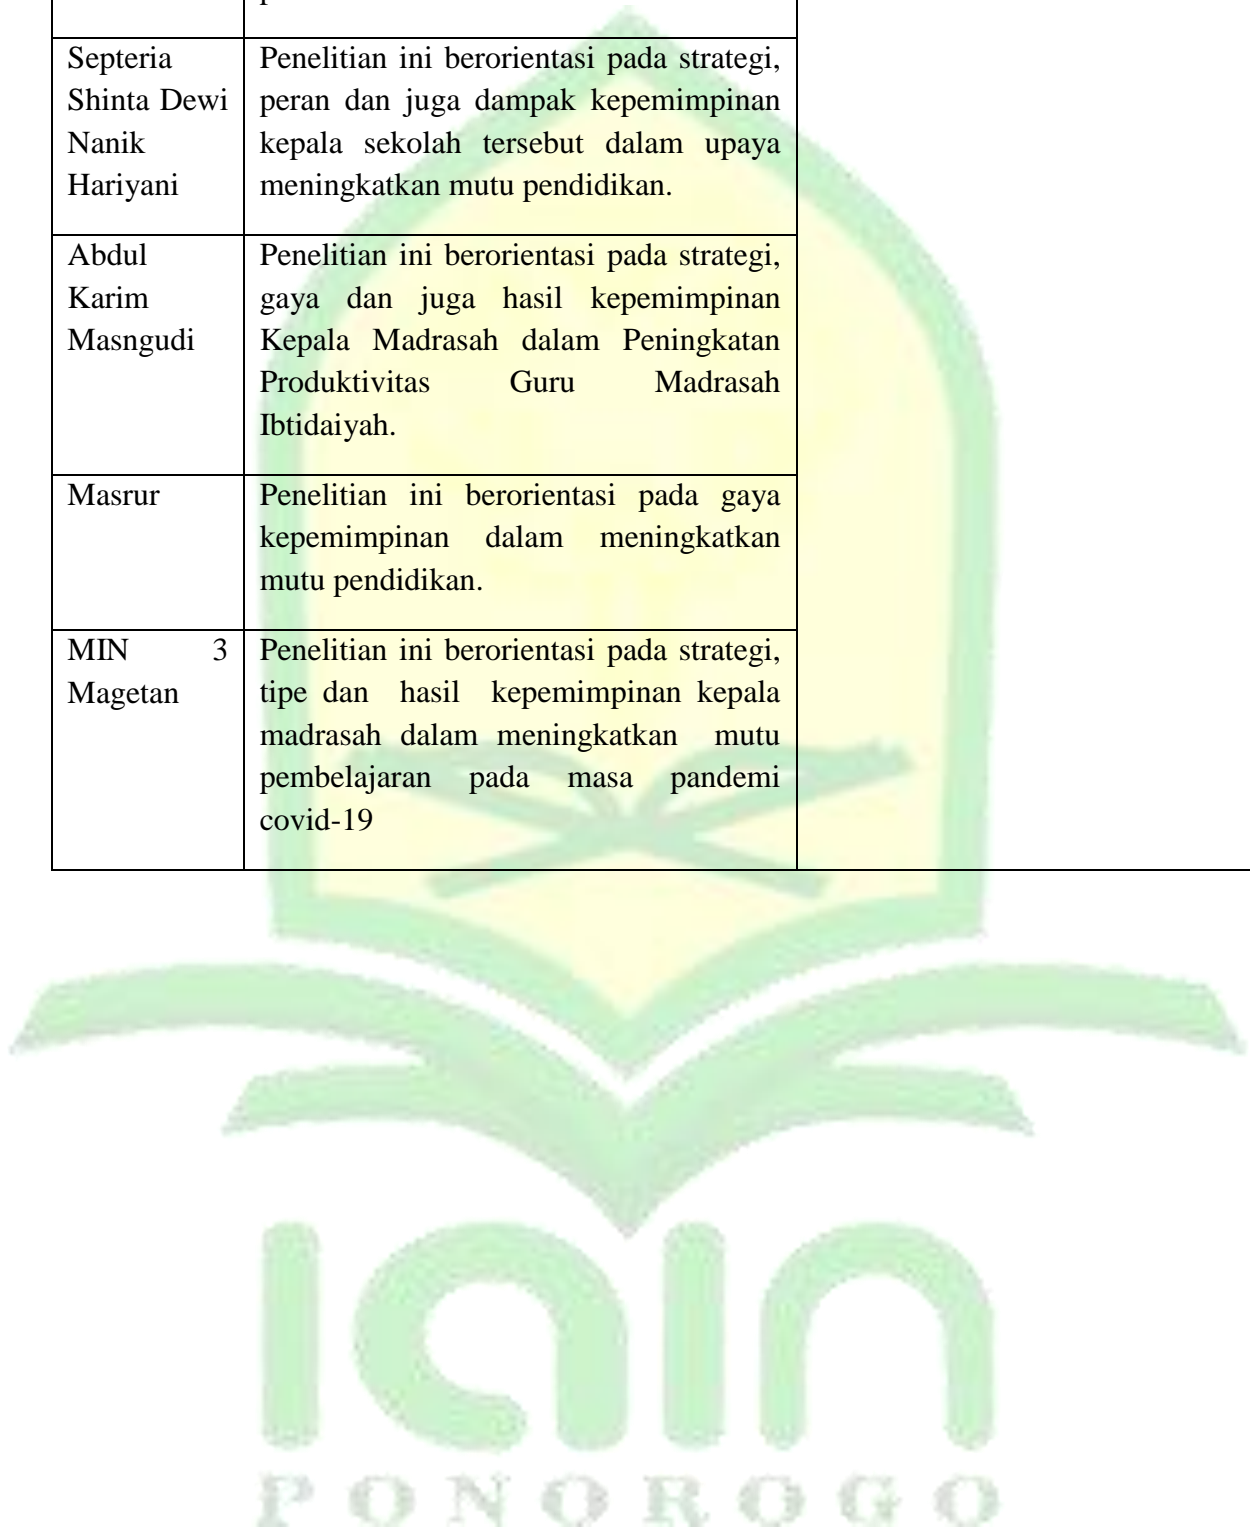 Septeria
Shinta Dewi
Nanik
Hariyani
Penelitian ini berorientasi pada strategi,
peran dan juga dampak kepemimpinan
kepala sekolah tersebut dalam upaya
meningkatkan mutu pendidikan.
Abdul
Karim
Masngudi
Penelitian ini berorientasi pada strategi,
gaya dan juga hasil kepemimpinan
Kepala Madrasah dalam Peningkatan
Produktivitas Guru Madrasah
Ibtidaiyah.
Masrur
Penelitian ini berorientasi pada gaya
kepemimpinan dalam meningkatkan
mutu pendidikan.
MIN 3
Magetan
Penelitian ini berorientasi pada strategi,
tipe dan hasil kepemimpinan kepala
madrasah dalam meningkatkan mutu
pembelajaran pada masa pandemi
covid-19
iain
PONOROGO